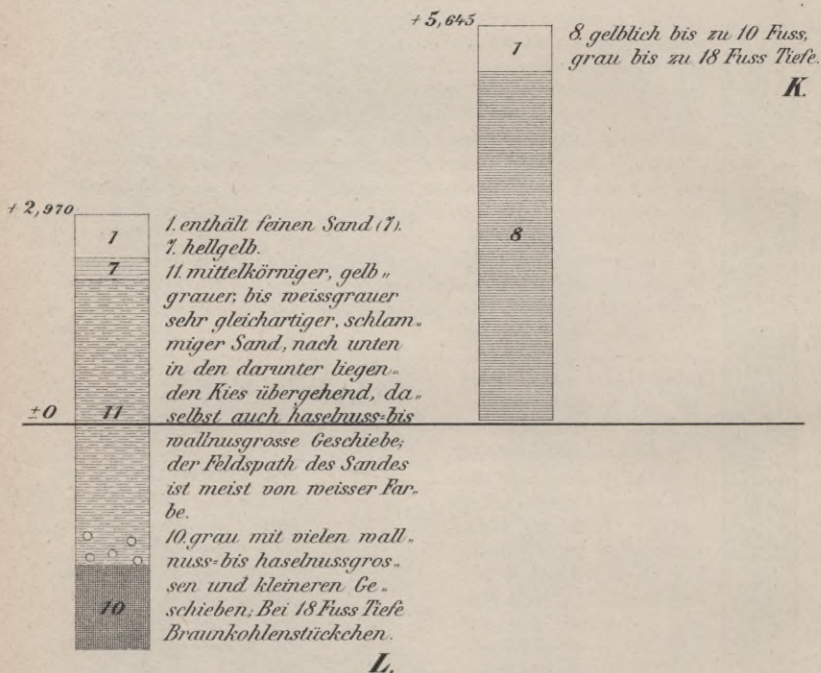 + 5,645
1
8. gelblich bis zu 10 Fuss,
grau bis zu 18 Fuss Tiefe.
K.
8
+ 2,970
1
7
11
10
±0
1. enthält feinen Sand (7).
7. hellgelb.
11. mittelkörniger, gelb„
grauer, bis weissgrauer
sehr gleichartiger, schlam„
miger Sand, nach unten
in den darunter liegen„
den Kies übergehend, da„
selbst auch haselnuss=bis
wallnusgrosse Geschiebe;
der Feldspath des Sandes
ist meist von weisser Far„
be.
10. grau mit vielen wall„
nuss=bis haselnussgros„
sen und kleineren Ge„
schieben; Bei 18 Fuss Tiefe
Braunkohlenstückchen.
L.